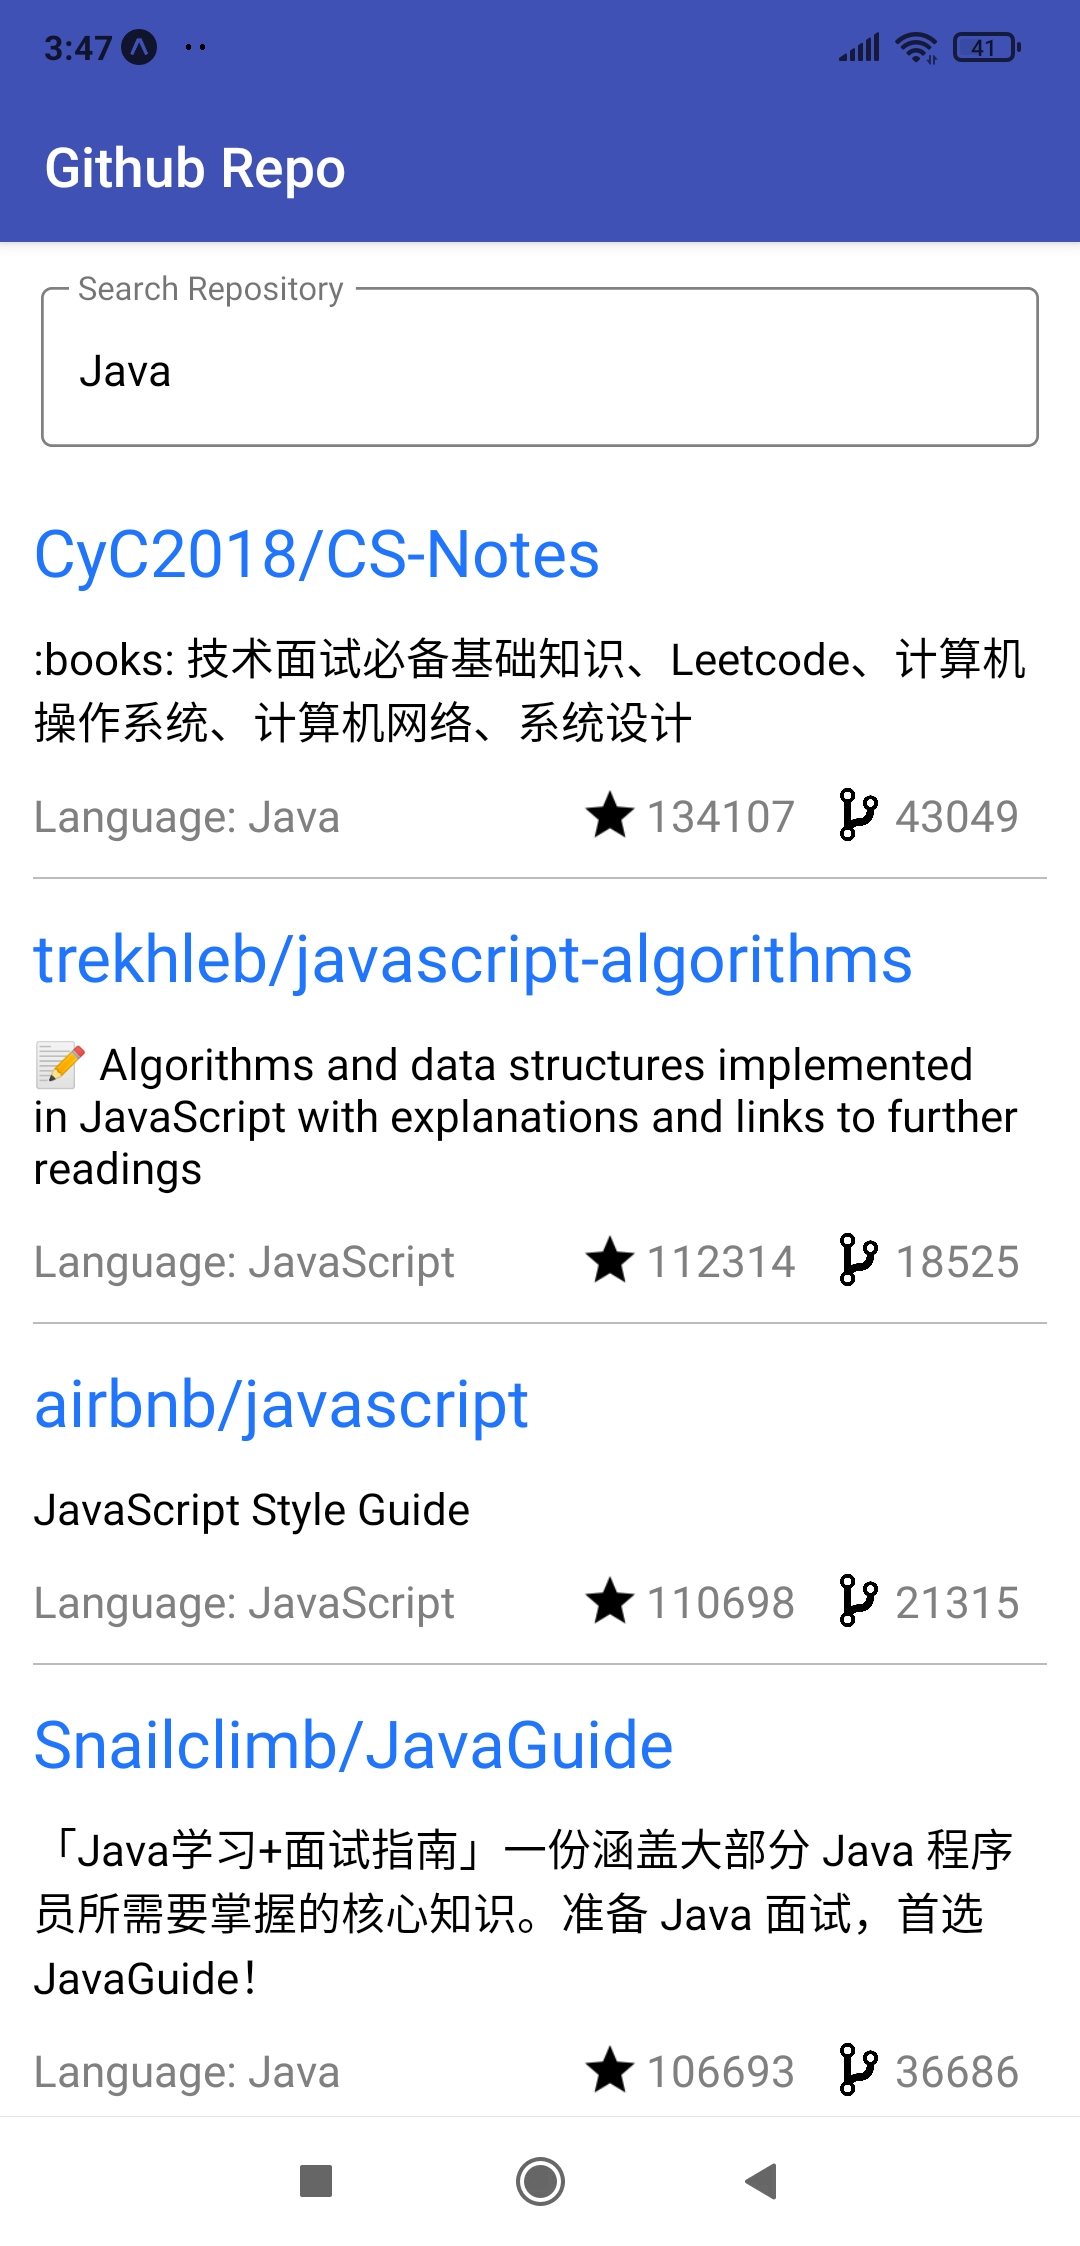 3:47
41
Github Repo
Search Repository
Java
CyC2018/CS-Notes
:books: 技术面试必备基础知识、Leetcode、计算机
操作系统、计算机网络、系统设计
Language: Java 134107 43049
trekhleb/javascript-algorithms
📝 Algorithms and data structures implemented
in JavaScript with explanations and links to further
readings
Language: JavaScript 112314 18525
airbnb/javascript
JavaScript Style Guide
Language: JavaScript 110698 21315
Snailclimb/JavaGuide
「Java学习+面试指南」一份涵盖大部分 Java 程序
员所需要掌握的核心知识。准备 Java 面试，首选
JavaGuide！
Language: Java 106693 36686